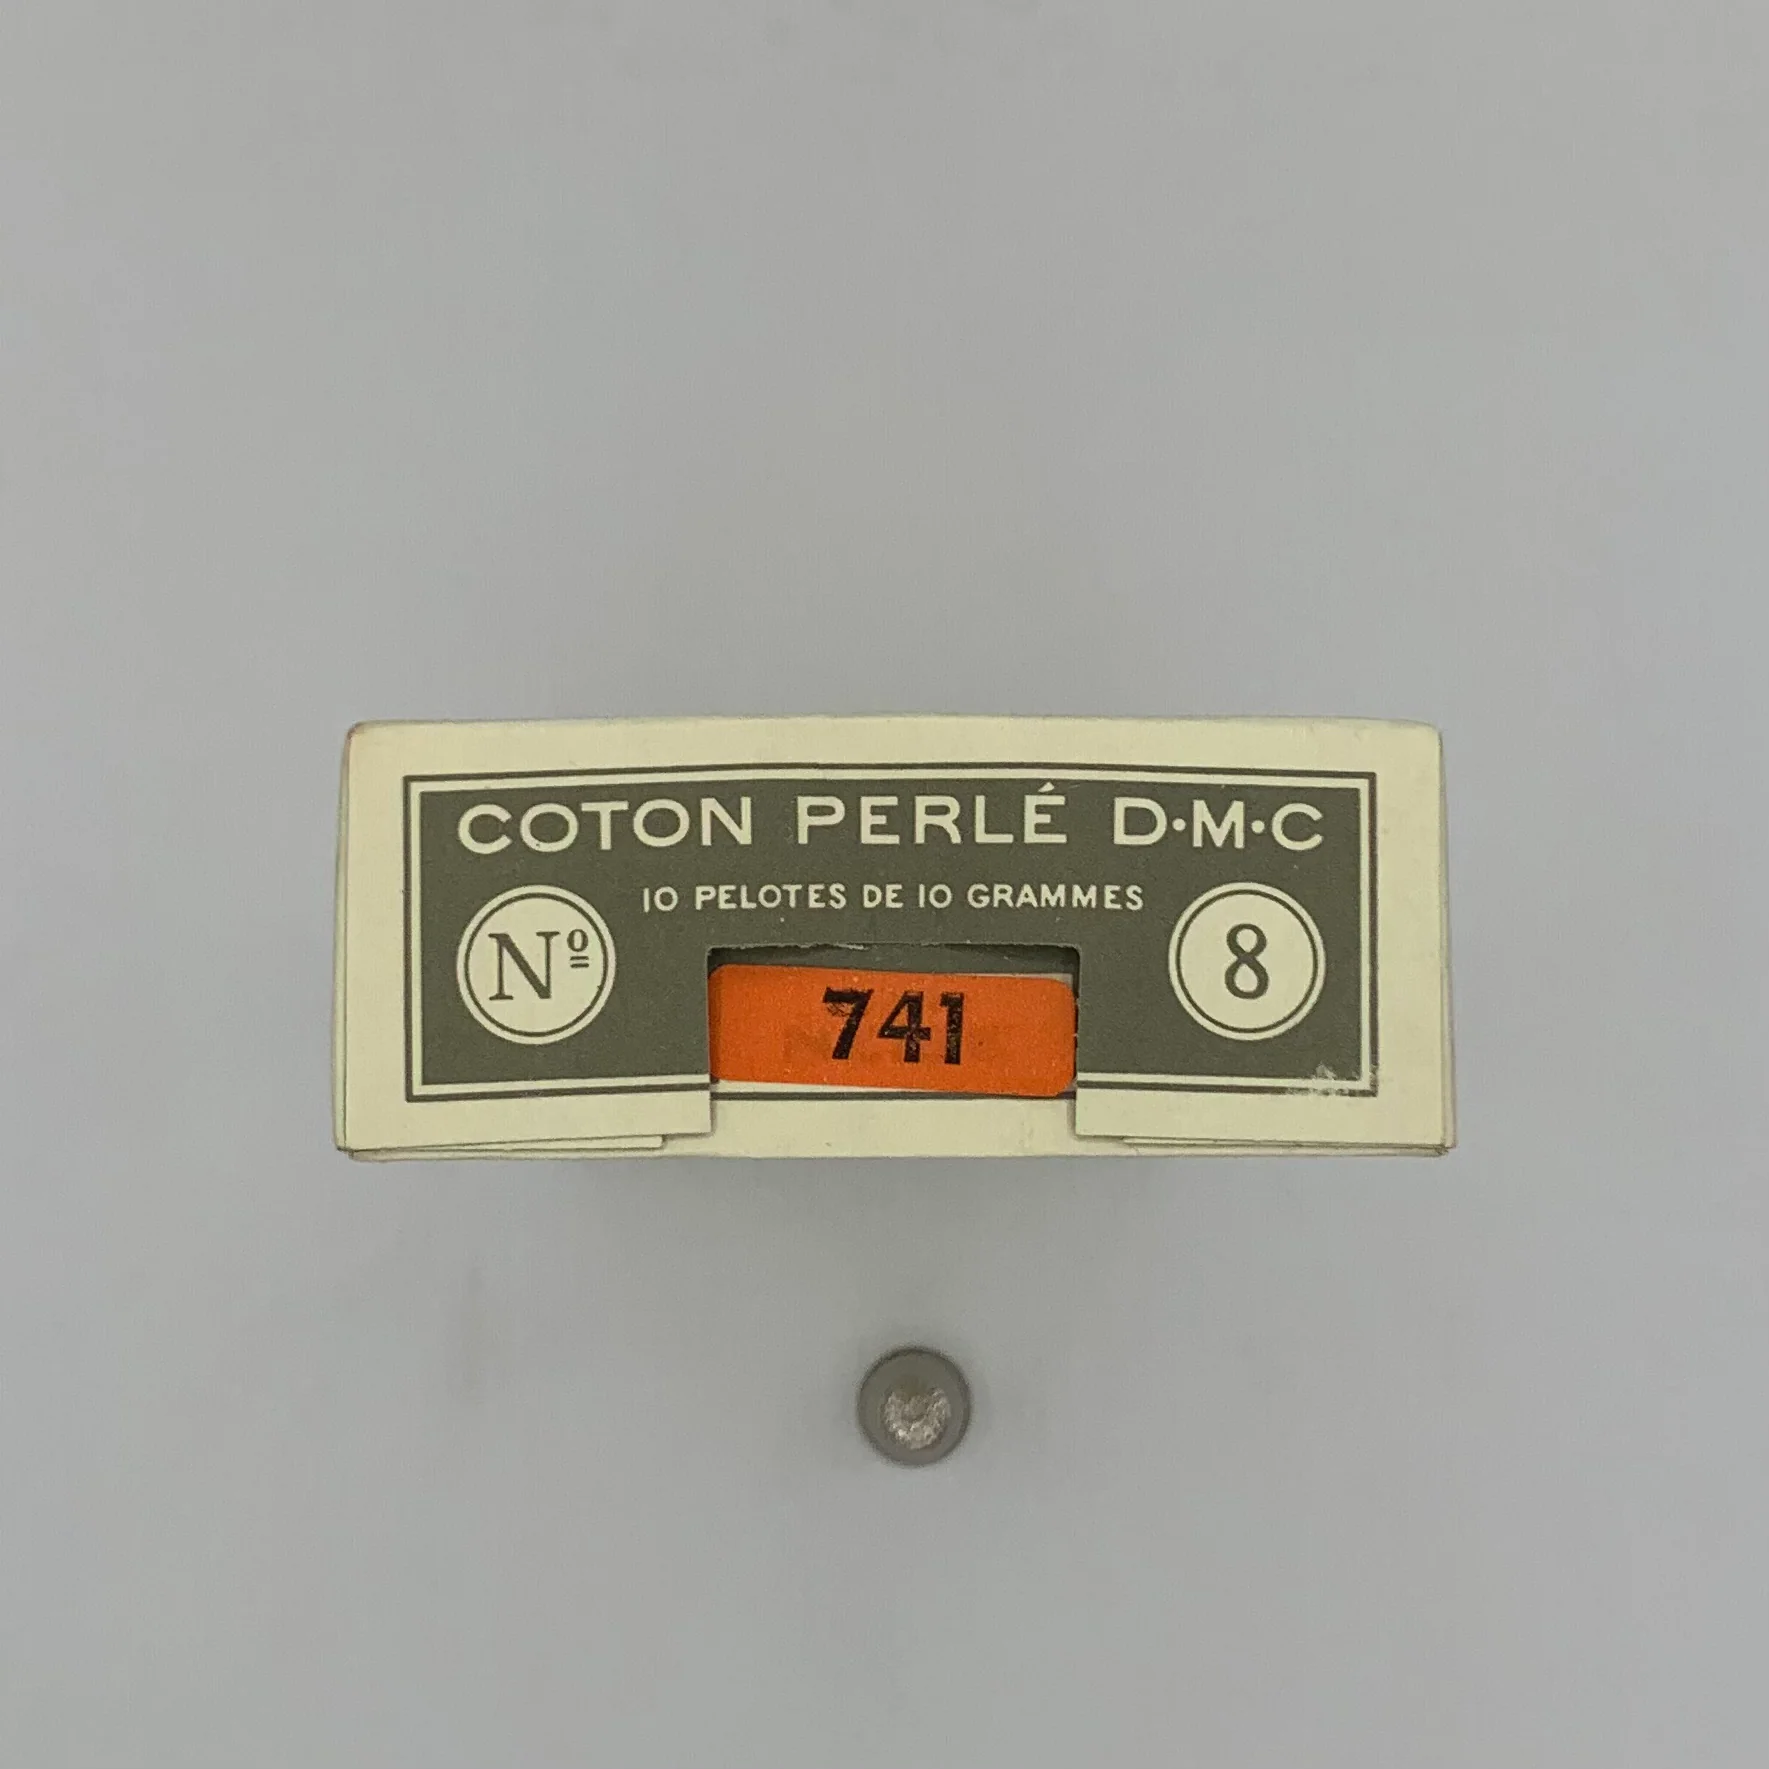 COTON PERLÉ D·M·C
10 PELOTES DE 10 GRAMMES
Nº 8
741